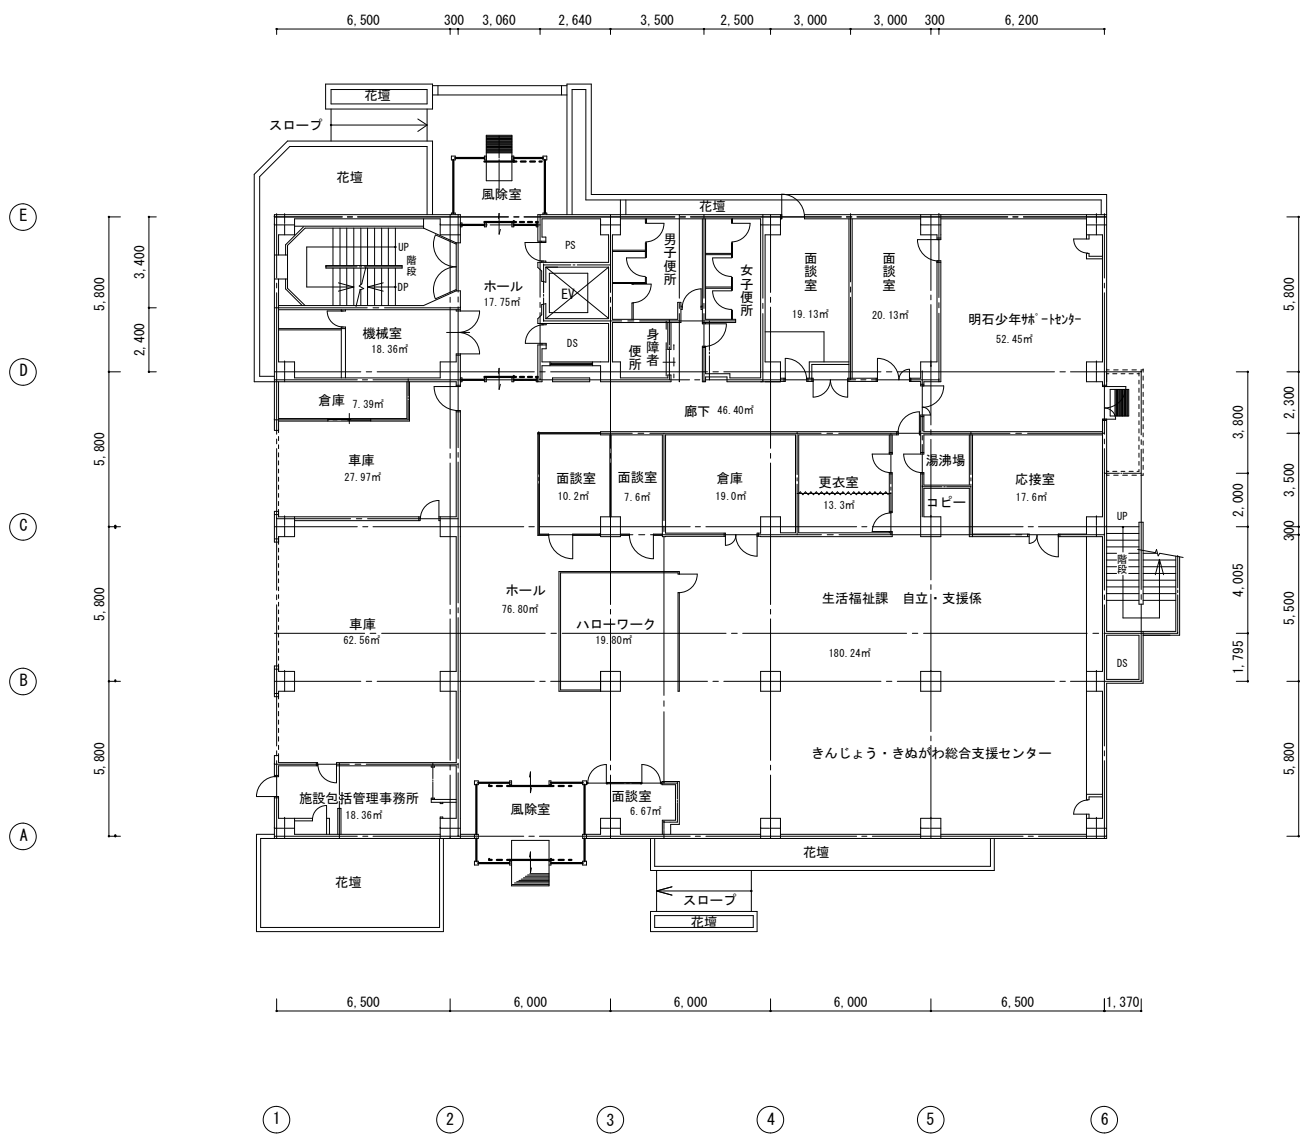 6,500 300 3,060 2,640 3,500 2,500 3,000 3,000 300 6,200
花壇
スロープ
花壇
風除室
花壇
E
3,400
5,800
2,400
UP
階段
DP
ホール
17.75㎡
PS
EV
DS
男子便所
女子便所
身障者便所
面談室
19.13㎡
面談室
20.13㎡
明石少年ｻﾎﾟｰﾄｾﾝﾀｰ
52.45㎡
5,800
機械室
18.36㎡
D
倉庫 7.39㎡
廊下 46.40㎡
2,300
3,800
5,800
車庫
27.97㎡
面談室
10.2㎡
面談室
7.6㎡
倉庫
19.0㎡
更衣室
13.3㎡
湯沸場
コピー
応接室
17.6㎡
3,500
2,000
C
UP
階段
300
ホール
76.80㎡
ハローワーク
19.80㎡
生活福祉課 自立・支援係
180.24㎡
4,005
5,500
5,800
車庫
62.56㎡
DS
1,795
B
きんじょう・きぬがわ総合支援センター
5,800
5,800
施設包括管理事務所
18.36㎡
風除室
面談室
6.67㎡
A
花壇
花壇
スロープ
花壇
6,500 6,000 6,000 6,000 6,500 1,370
1 2 3 4 5 6